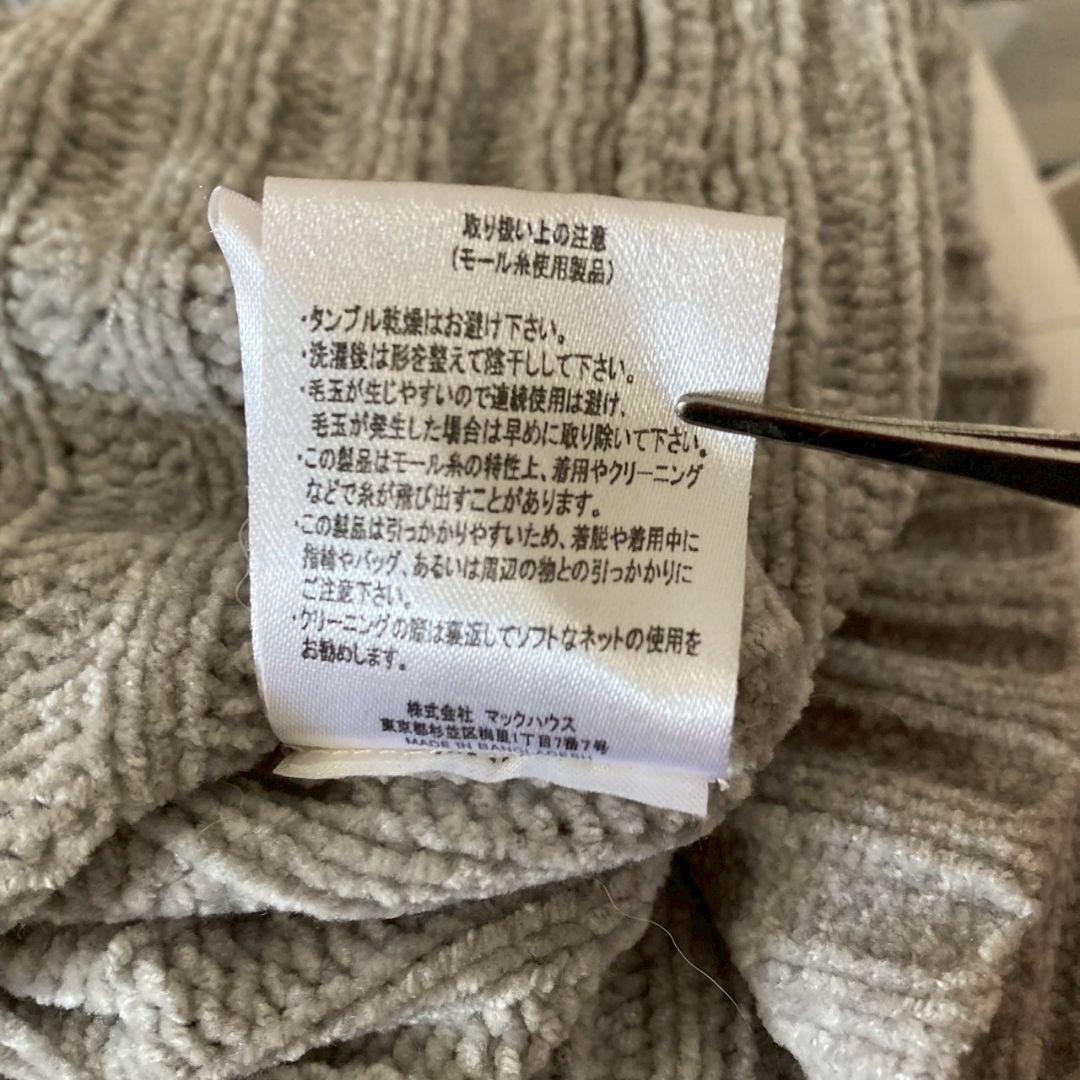 取り扱い上の注意
(モール糸使用製品)
・タンブル乾燥はお避け下さい。
・洗濯後は形を整えて陰干しして下さい。
・毛玉が生じやすいので連続使用は避け、
毛玉が発生した場合は早めに取り除いて下さい。
・この製品はモール糸の特性上、着用やクリーニング
などで糸が飛び出すことがあります。
・この製品は引っかかりやすいため、着脱や着用中に
指輪やバッグ、あるいは周辺の物との引っかかりに
ご注意下さい。
・クリーニングの際は裏返してソフトなネットの使用を
お勧めします。
株式会社 マックハウス
東京都杉並区梅里1丁目7番7号
MADE IN BANGLADESH